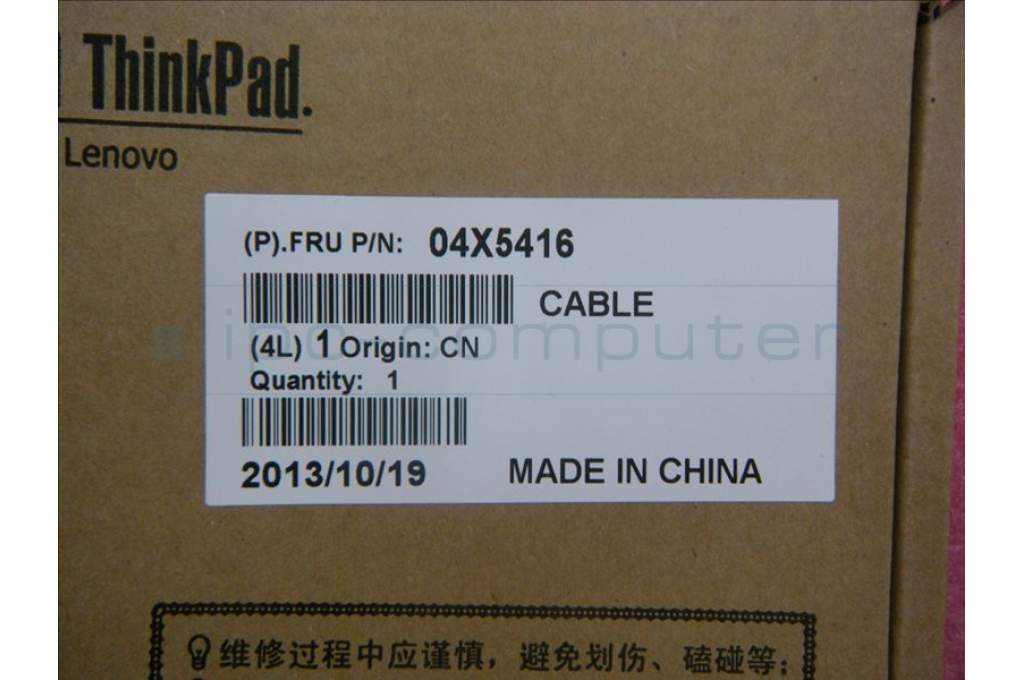 ThinkPad.
Lenovo
(P).FRU P/N: 04X5416
CABLE
ipc-computer
(4L) 1 Origin: CN
Quantity: 1
2013/10/19 MADE IN CHINA
维修过程中应谨慎，避免划伤、磕碰等；